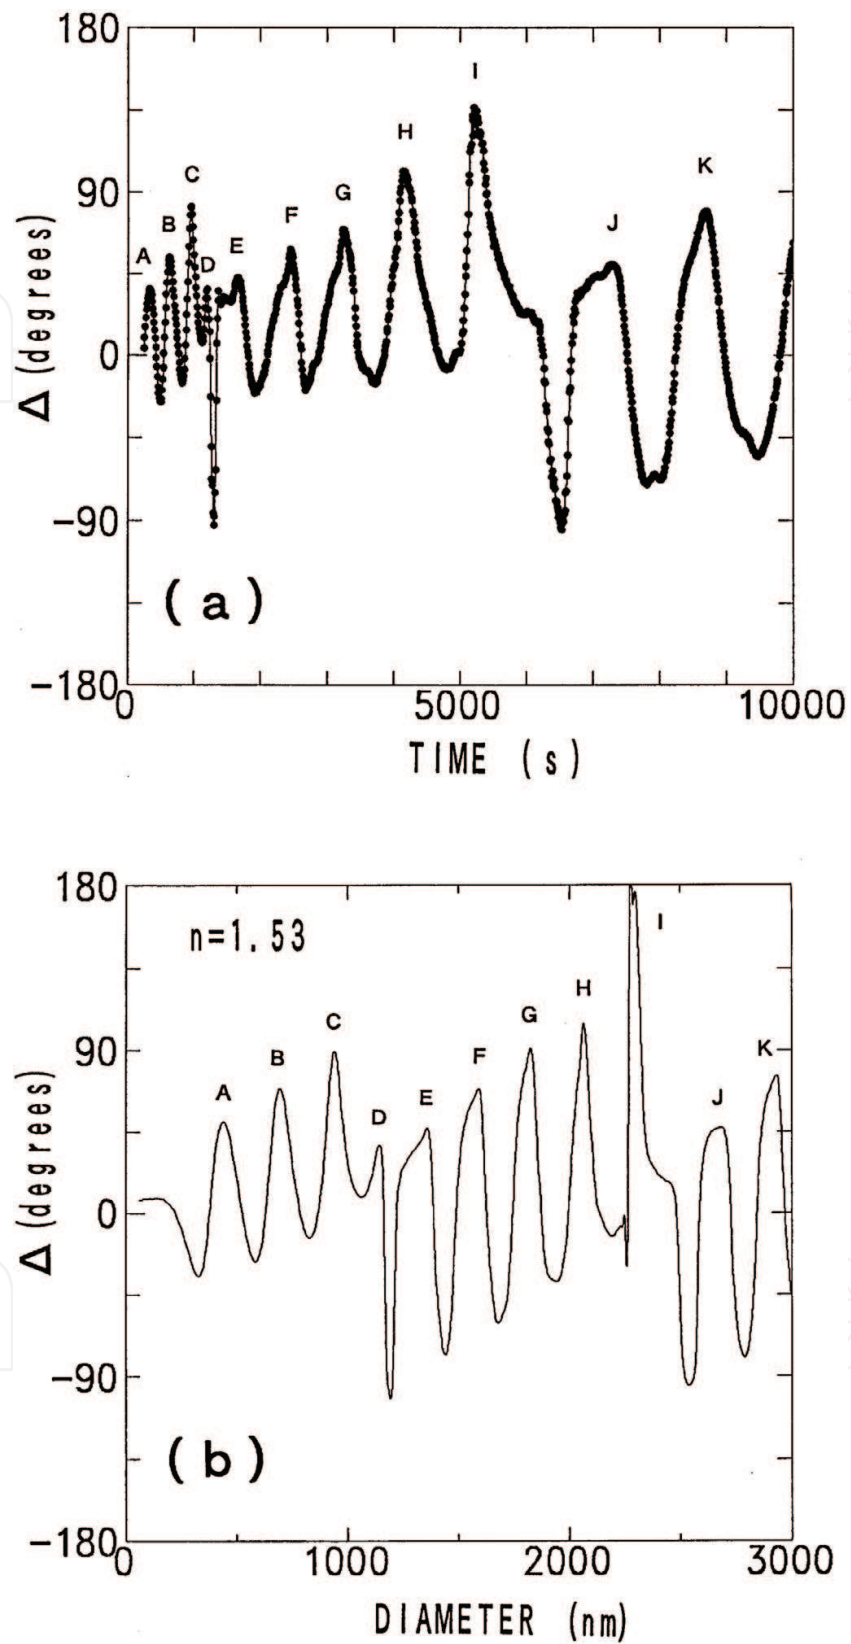 180
I
H
C
90
K
G
B
F
J
E
A
D
Δ (degrees)
0
-90
(a)
-180
0
5000
10000
TIME (s)
180
n=1.53
I
H
G
C
90
K
F
B
A
E
J
D
Δ (degrees)
0
-90
(b)
-180
0
1000
2000
3000
DIAMETER (nm)